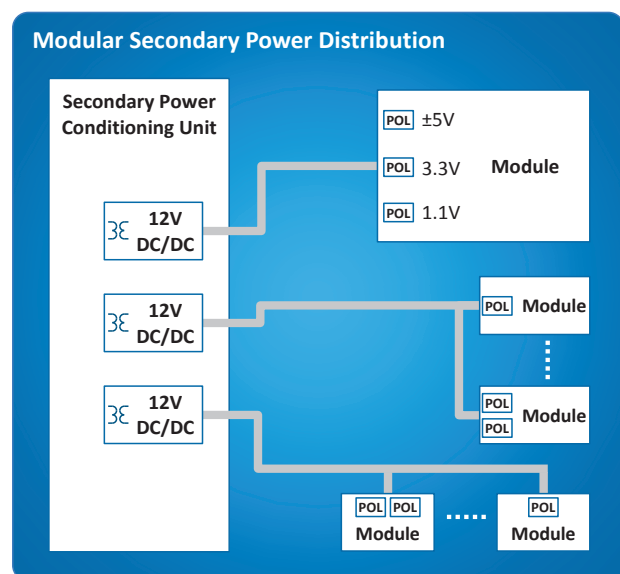 Modular Secondary Power Distribution
Secondary Power
Conditioning Unit
12V
DC/DC
12V
DC/DC
12V
DC/DC
POL ±5V
POL 3.3V Module
POL 1.1V
POL Module
POL
POL
Module
POL POL
Module
POL
Module